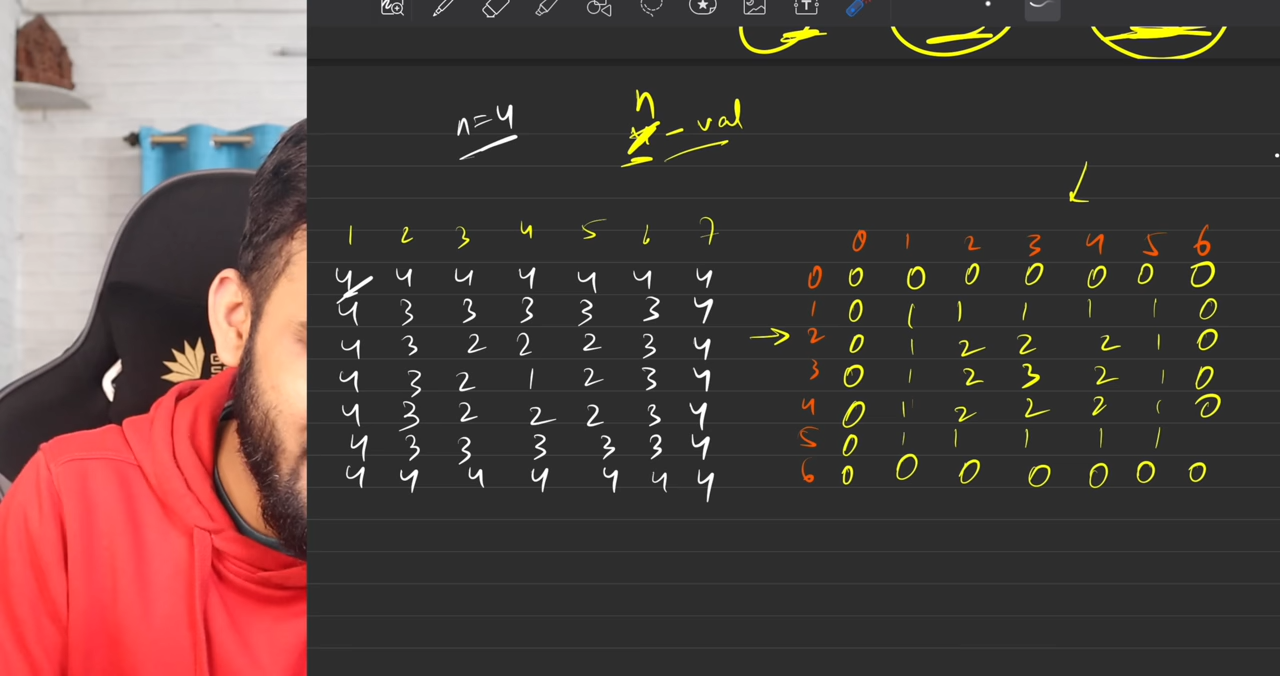 n=4
n
- val
1 2 3 4 5 6 7
4 4 4 4 4 4 4
4 3 3 3 3 3 4
4 3 2 2 2 3 4
4 3 2 1 2 3 4
4 3 2 2 2 3 4
4 3 3 3 3 3 4
4 4 4 4 4 4 4
0 1 2 3 4 5 6
0 0 0 0 0 0 0 0
1 0 1 1 1 1 1 0
→ 2 0 1 2 2 2 1 0
3 0 1 2 3 2 1 0
4 0 1 2 2 2 1 0
5 0 1 1 1 1 1
6 0 0 0 0 0 0 0